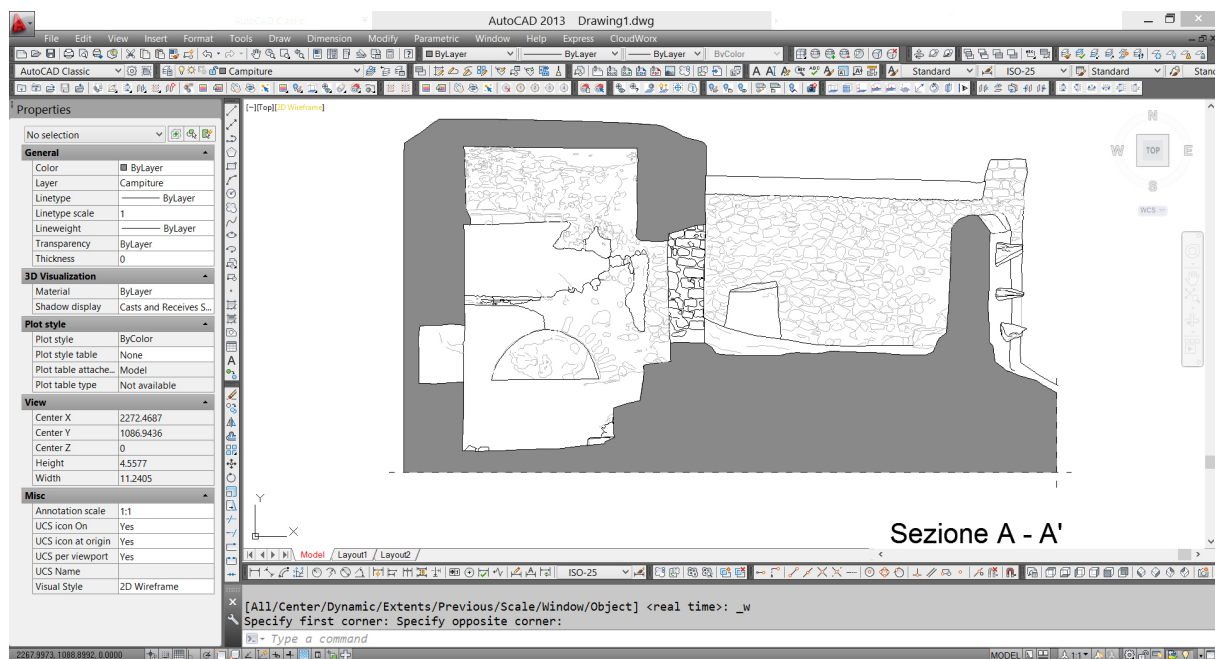 AutoCAD Classic
AutoCAD 2013 Drawing1.dwg
File Edit View Insert Format Tools Draw Dimension Modify Parametric Window Help Express CloudWorx
ByLayer ByLayer ByLayer ByColor
AutoCAD Classic Campiture Standard ISO-25 Standard Stand
Properties
[−][Top][2D Wireframe]
No selection
General
Color ByLayer
Layer Campiture
Linetype ByLayer
Linetype scale 1
Lineweight ByLayer
Transparency ByLayer
Thickness 0
3D Visualization
Material ByLayer
Shadow display Casts and Receives S...
Plot style
Plot style ByColor
Plot style table None
Plot table attache... Model
Plot table type Not available
View
Center X 2272.4687
Center Y 1086.9436
Center Z 0
Height 4.5577
Width 11.2405
Misc
Annotation scale 1:1
UCS icon On Yes
UCS icon at origin Yes
UCS per viewport Yes
UCS Name
Visual Style 2D Wireframe
N
W TOP E
S
WCS
Y
X
Sezione A - A'
Model Layout1 Layout2
ISO-25
[All/Center/Dynamic/Extents/Previous/Scale/Window/Object] <real time>: _w
Specify first corner: Specify opposite corner:
Type a command
2267.9973, 1088.8992, 0.0000 MODEL 1:1